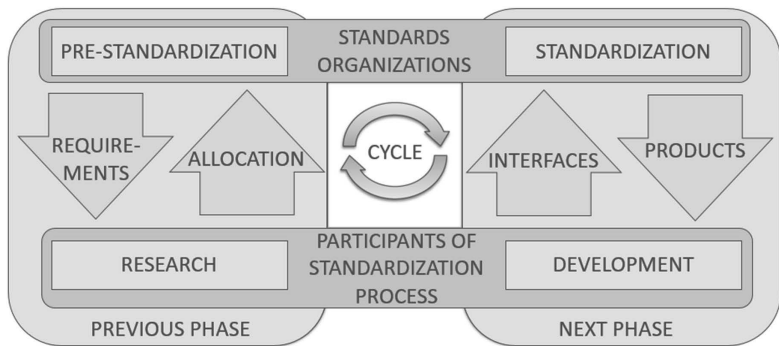 PRE-STANDARDIZATION
STANDARDS
ORGANIZATIONS
STANDARDIZATION
REQUIRE-
MENTS
ALLOCATION
CYCLE
INTERFACES
PRODUCTS
RESEARCH
PARTICIPANTS OF
STANDARDIZATION
PROCESS
DEVELOPMENT
PREVIOUS PHASE
NEXT PHASE